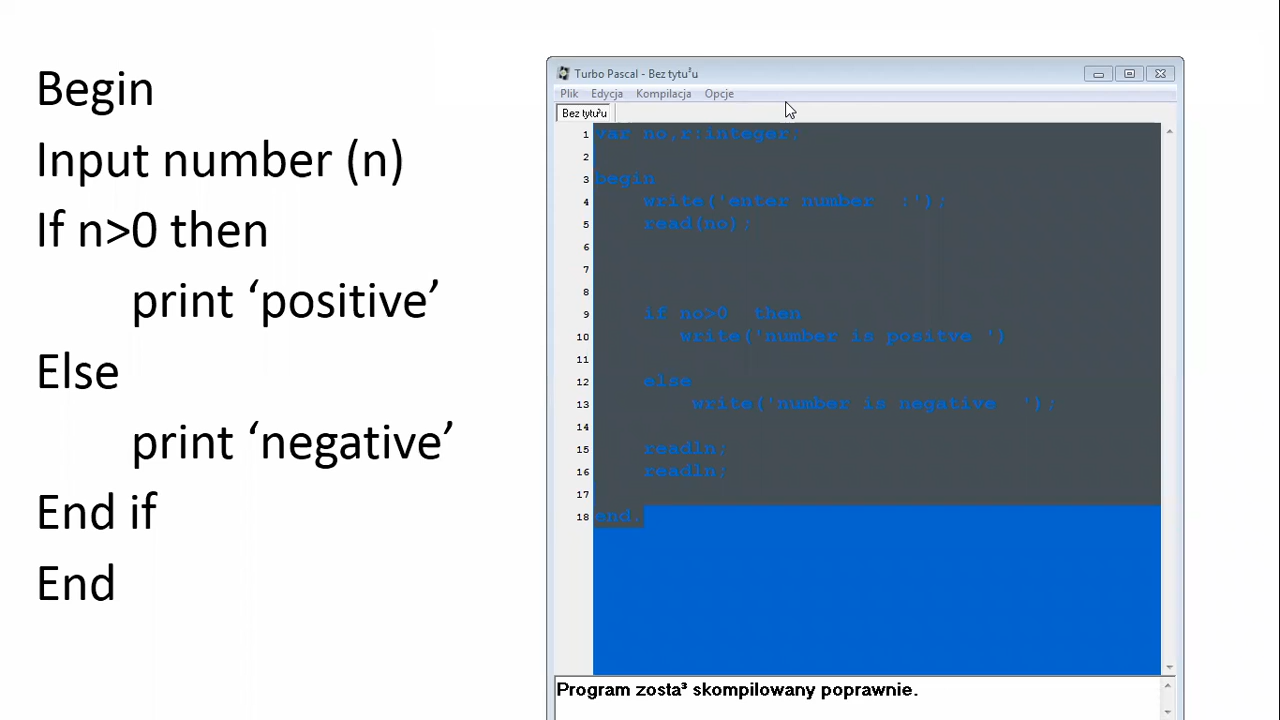 Begin
Input number (n)
If n>0 then
print ‘positive’
Else
print ‘negative’
End if
End
Turbo Pascal - Bez tytu³u
Plik Edycja Kompilacja Opcje
Bez tytu³u
1 var no,r:integer;
2
3 begin
4 write('enter number :');
5 read(no);
6
7
8
9 if no>0 then
10 write('number is positve ')
11
12 else
13 write('number is negative ');
14
15 readln;
16 readln;
17
18 end.
Program zosta³ skompilowany poprawnie.